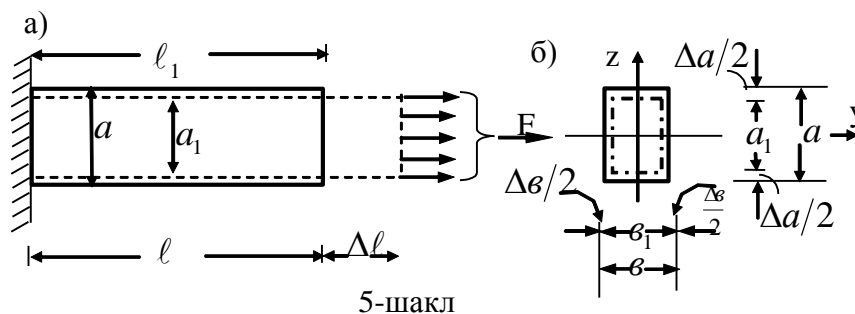 а)
ℓ₁
a
a₁
F
ℓ
Δℓ
б)
z
Δa/2
a₁
a
y
Δв/2
Δв/2
Δa/2
в₁
в
5-шакл